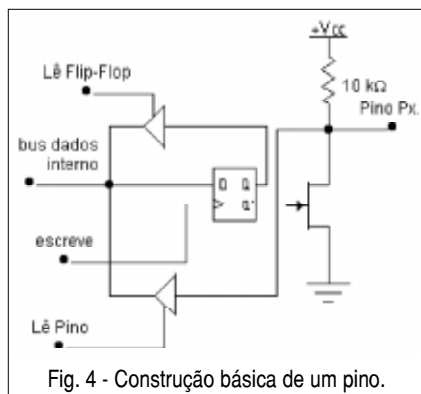 +Vcc
Lê Flip-Flop
10 kΩ
Pino Px.
bus dados
interno
D Q
Q'
escreve
Lê Pino
Fig. 4 - Construção básica de um pino.